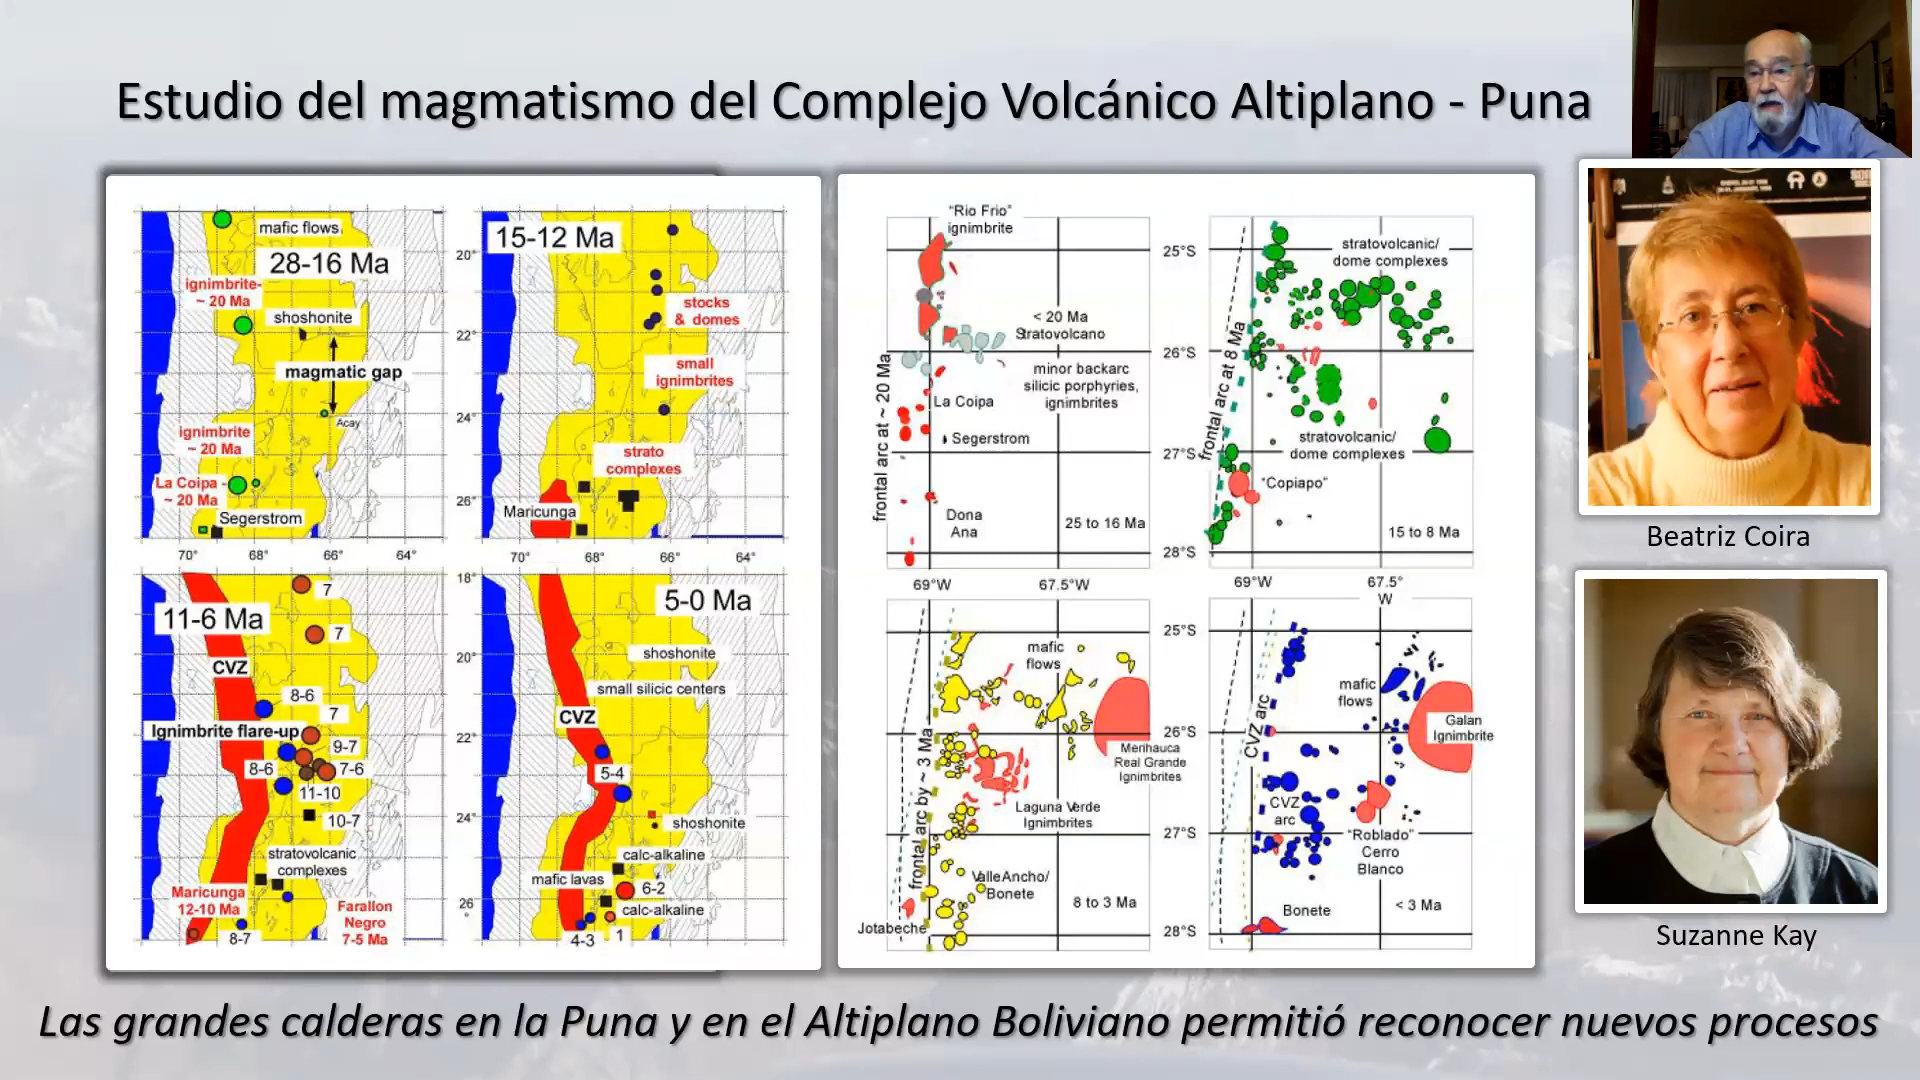 Estudio del magmatismo del Complejo Volcánico Altiplano - Puna
mafic flows
28-16 Ma
ignimbrite-
~ 20 Ma
shoshonite
magmatic gap
Acay
ignimbrite
~ 20 Ma
La Coipa -
~ 20 Ma
Segerstrom
70°
68°
66°
64°
15-12 Ma
20°
22°
24°
26°
stocks
& domes
small
ignimbrites
strato
complexes
Maricunga
70°
68°
66°
64°
11-6 Ma
7
7
CVZ
8-6
7
Ignimbrite flare-up
9-7
8-6
7-6
11-10
10-7
stratovolcanic
complexes
Maricunga
12-10 Ma
Farallon
Negro
7-5 Ma
8-7
18°
20°
22°
24°
26°
5-0 Ma
shoshonite
small silicic centers
CVZ
5-4
shoshonite
calc-alkaline
mafic lavas
6-2
calc-alkaline
4-3
1
"Rio Frio"
ignimbrite
< 20 Ma
Stratovolcano
minor backarc
silicic porphyries,
ignimbrites
frontal arc at ~ 20 Ma
La Coipa
Segerstrom
Dona
Ana
25 to 16 Ma
69°W
67.5°W
25°S
26°S
27°S
28°S
stratovolcanic/
dome complexes
frontal arc at 8 Ma
stratovolcanic/
dome complexes
"Copiapo"
15 to 8 Ma
69°W
67.5°
W
mafic
flows
Merihauca
Real Grande
Ignimbrites
frontal arc by ~ 3 Ma
Laguna Verde
Ignimbrites
ValleAncho/
Bonete
8 to 3 Ma
Jotabeche
25°S
26°S
27°S
28°S
mafic
flows
Galan
Ignimbrite
CVZ arc
CVZ
arc
"Roblado"
Cerro
Blanco
Bonete
< 3 Ma
Beatriz Coira
Suzanne Kay
Las grandes calderas en la Puna y en el Altiplano Boliviano permitió reconocer nuevos procesos